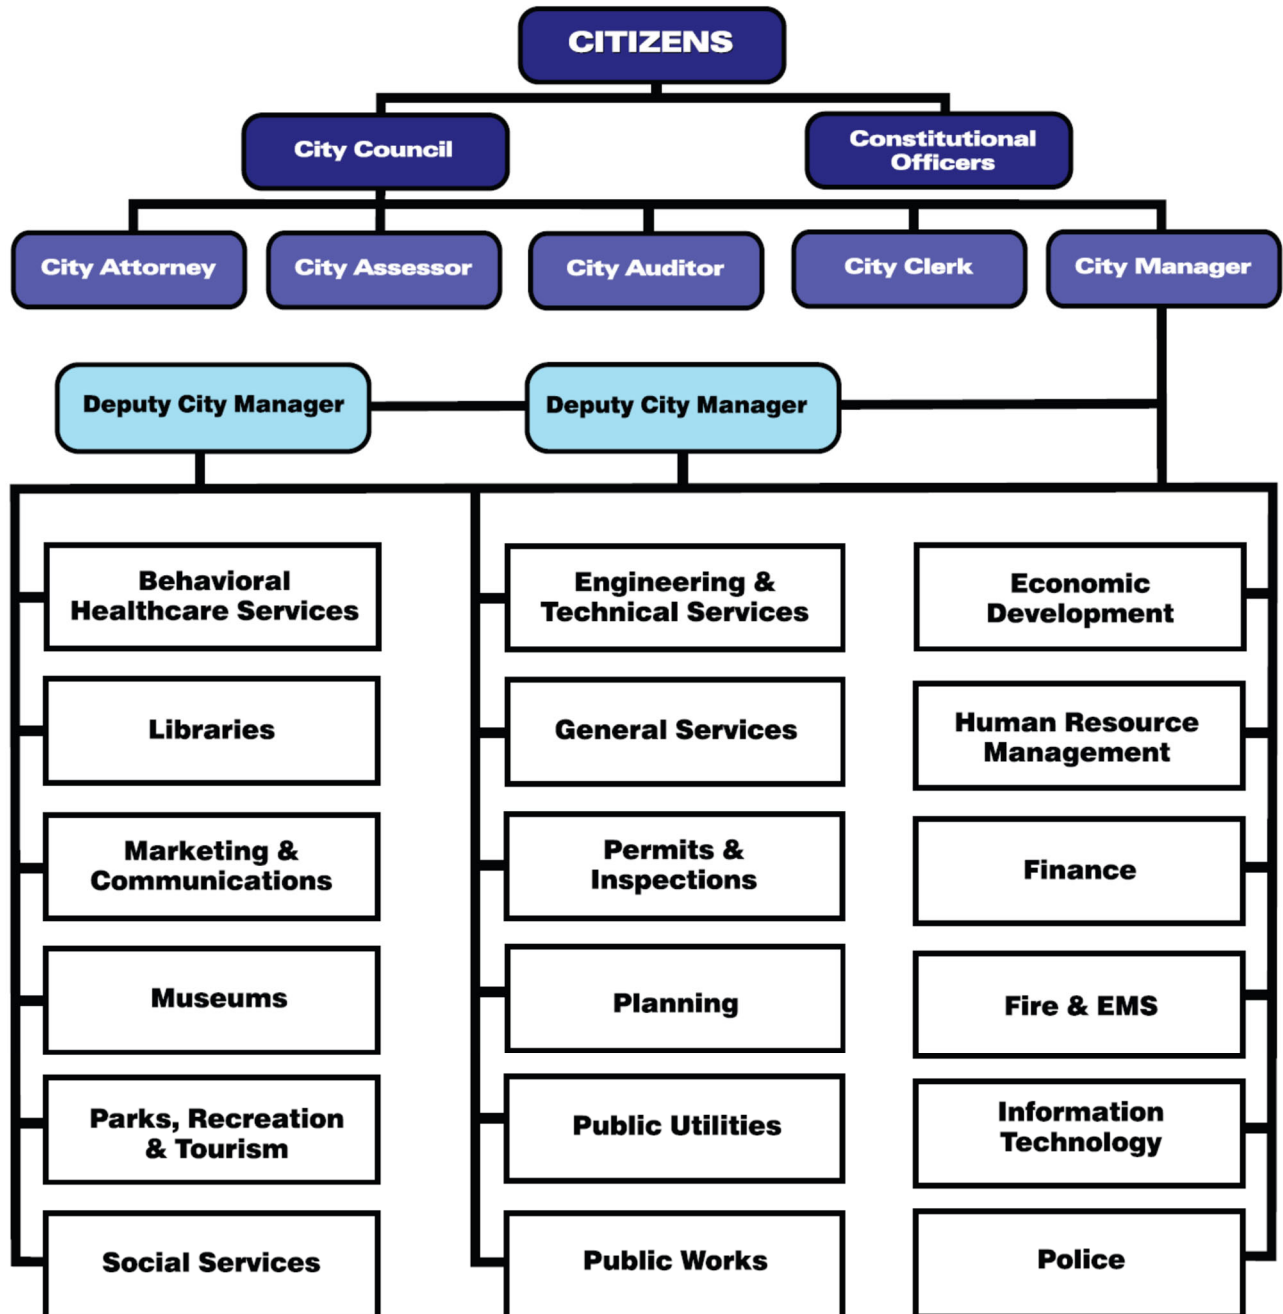 CITIZENS
City Council
Constitutional
Officers
City Attorney
City Assessor
City Auditor
City Clerk
City Manager
Deputy City Manager
Deputy City Manager
Behavioral
Healthcare Services
Libraries
Marketing &
Communications
Museums
Parks, Recreation
& Tourism
Social Services
Engineering &
Technical Services
General Services
Permits &
Inspections
Planning
Public Utilities
Public Works
Economic
Development
Human Resource
Management
Finance
Fire & EMS
Information
Technology
Police